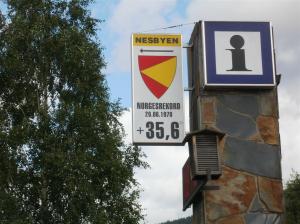 NESBYEN
NORGESREKORD
20.06.1970
+35,6
i